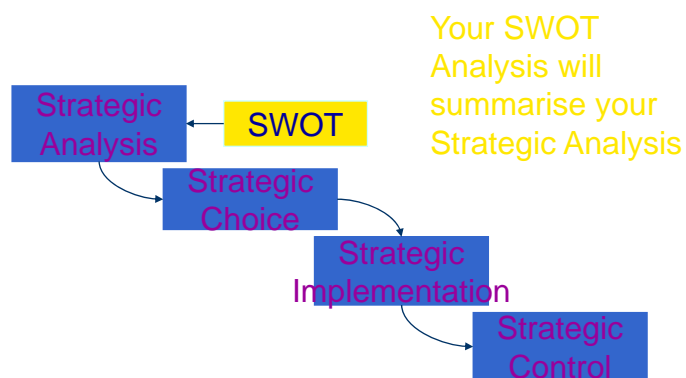 Your SWOT
Analysis will
summarise your
Strategic Analysis
Strategic
Analysis
SWOT
Strategic
Choice
Strategic
Implementation
Strategic
Control